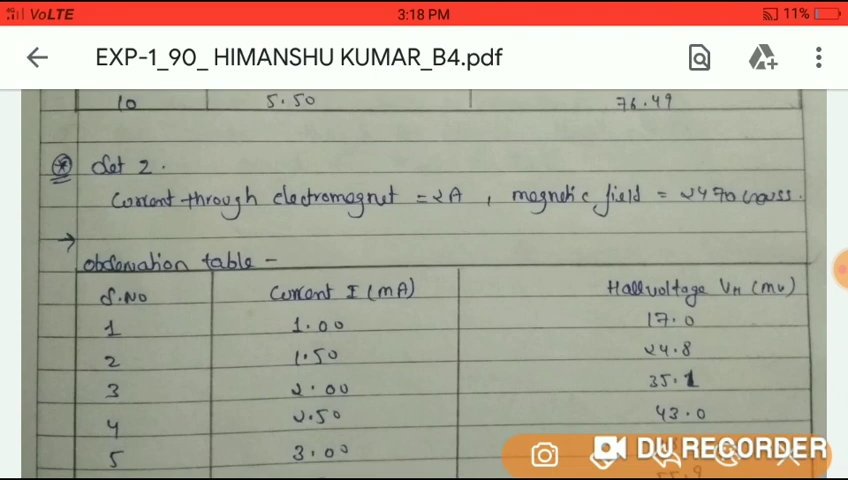 4G VoLTE 3:18 PM 11%
EXP-1_90_ HIMANSHU KUMAR_B4.pdf
10 5.50 76.49
Set 2.
Current through electromagnet = 2A , magnetic field = 2470 Gauss.
→
Observation table -
S.No Current I (mA) Hall voltage VH (mv)
1 1.00 17.0
2 1.50 24.8
3 2.00 35.1
4 2.50 43.0
5 3.00
DU RECORDER
55.9